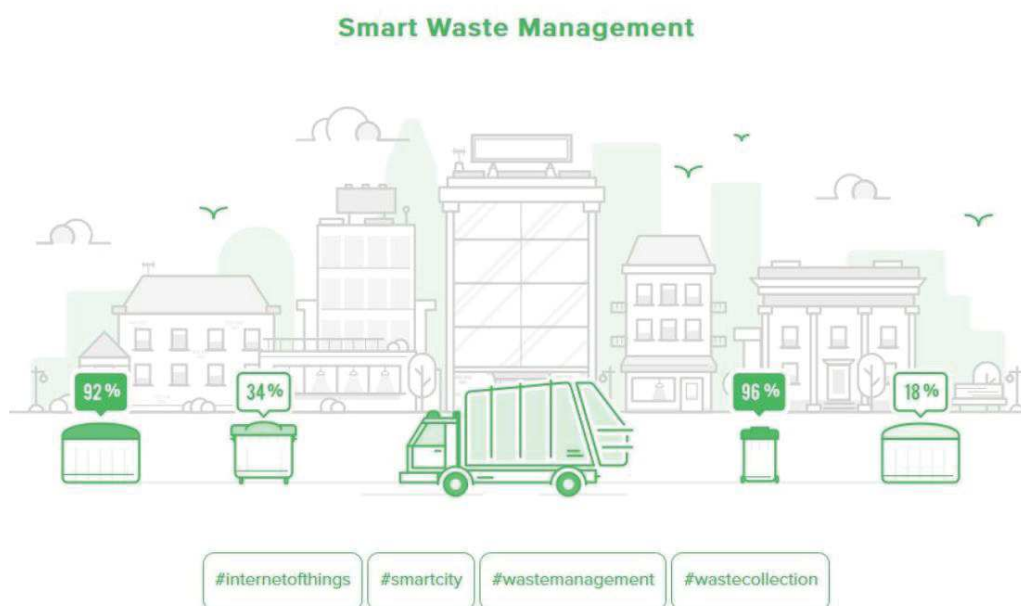 Smart Waste Management
92%
34%
96%
18%
#internetofthings
#smartcity
#wastemanagement
#wastecollection